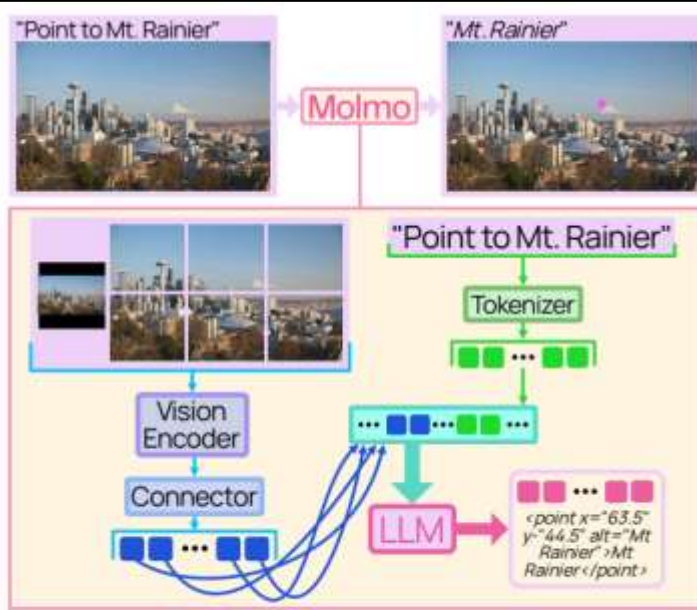 "Point to Mt. Rainier"
Molmo
"Mt. Rainier"
"Point to Mt. Rainier"
Tokenizer
Vision
Encoder
Connector
LLM
<point x="63.5"
y-"44.5" alt="Mt
Rainier">Mt
Rainier</point>